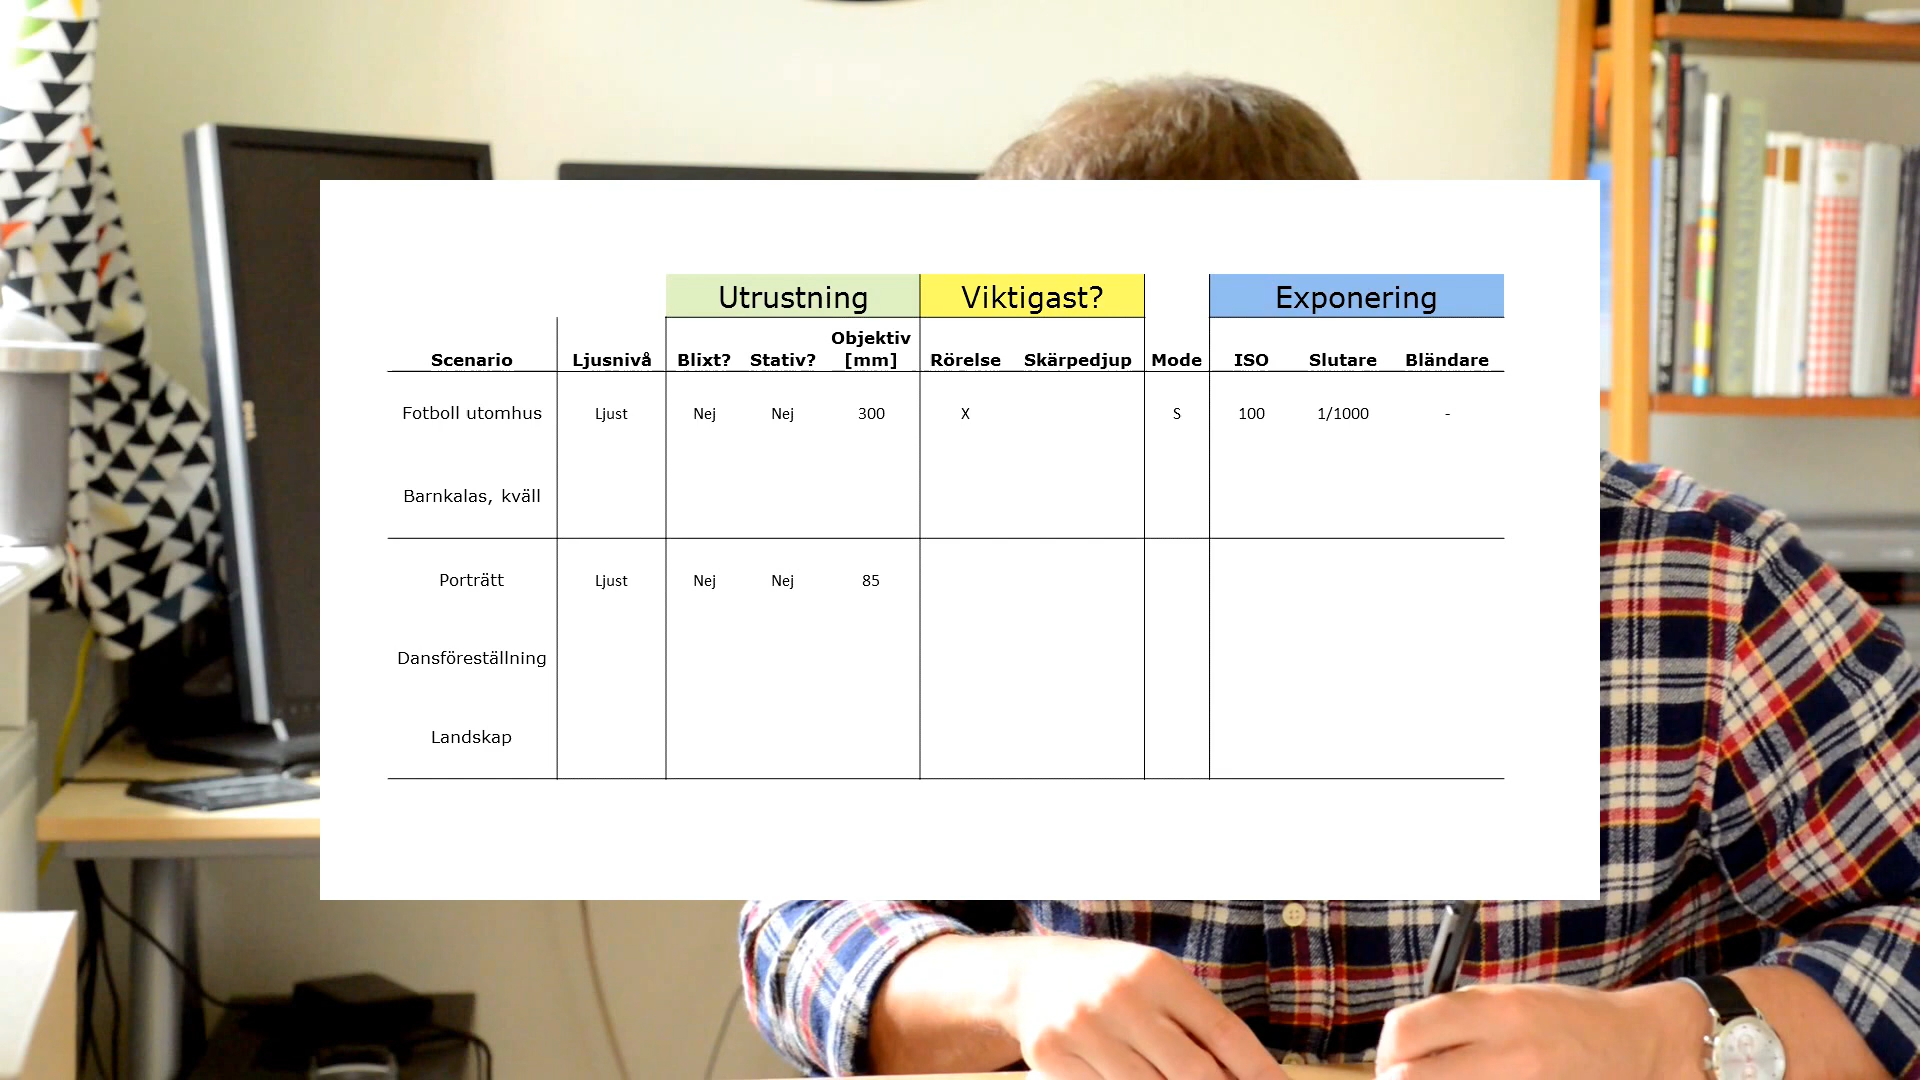 Utrustning Viktigast? Exponering
Scenario Ljusnivå Blixt? Stativ? Objektiv [mm] Rörelse Skärpedjup Mode ISO Slutare Bländare
Fotboll utomhus Ljust Nej Nej 300 X S 100 1/1000 -
Barnkalas, kväll
Porträtt Ljust Nej Nej 85
Dansföreställning
Landskap